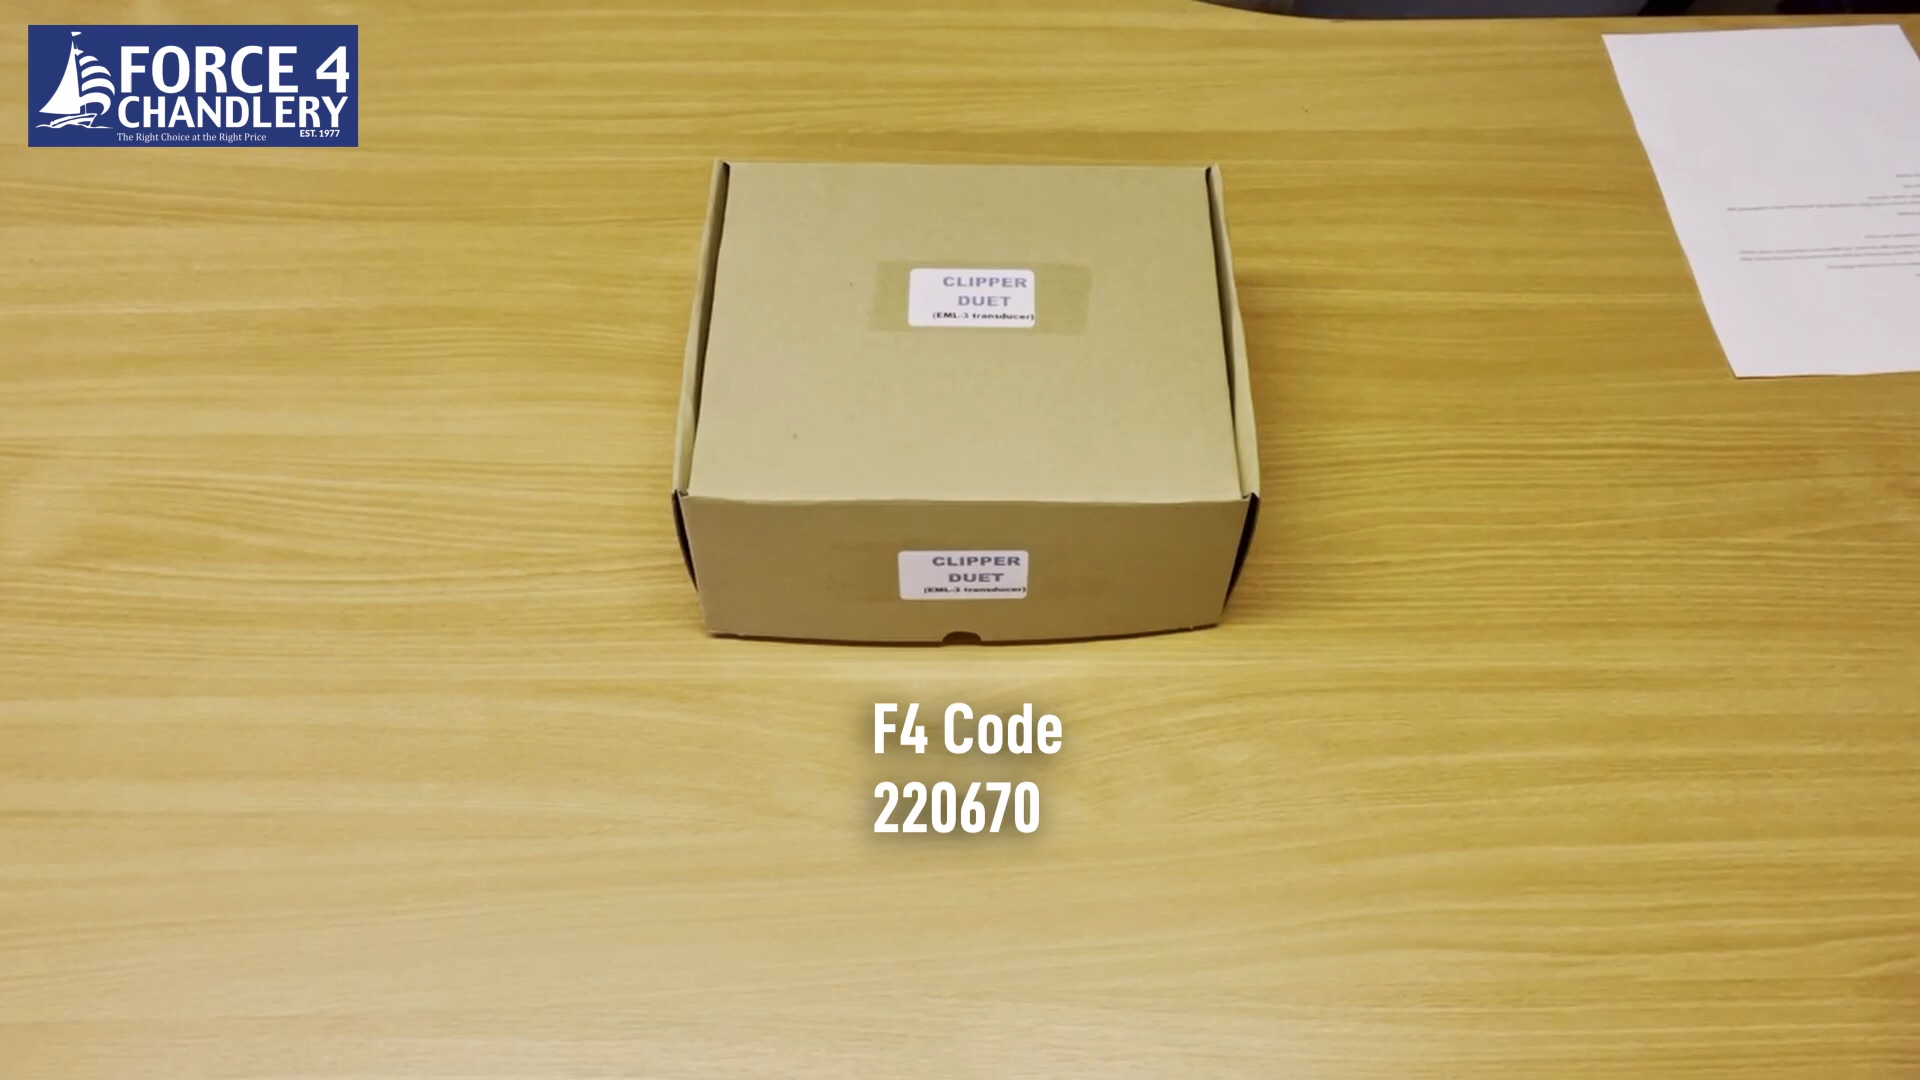 FORCE 4
CHANDLERY
The Right Choice at the Right Price
EST. 1977
CLIPPER
DUET
(EML-3 transducer)
CLIPPER
DUET
(EML-3 transducer)
F4 Code
220670